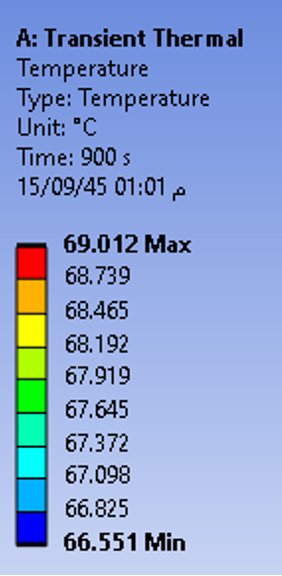 A: Transient Thermal
Temperature
Type: Temperature
Unit: °C
Time: 900 s
15/09/45 01:01 م
69.012 Max
68.739
68.465
68.192
67.919
67.645
67.372
67.098
66.825
66.551 Min